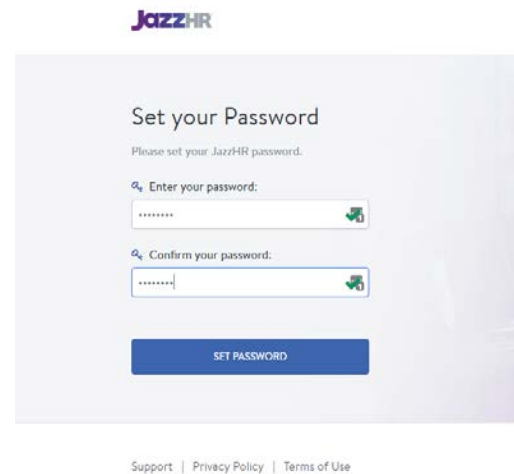 JazzHR
Set your Password
Please set your JazzHR password.
Enter your password:
········
Confirm your password:
········
SET PASSWORD
Support | Privacy Policy | Terms of Use